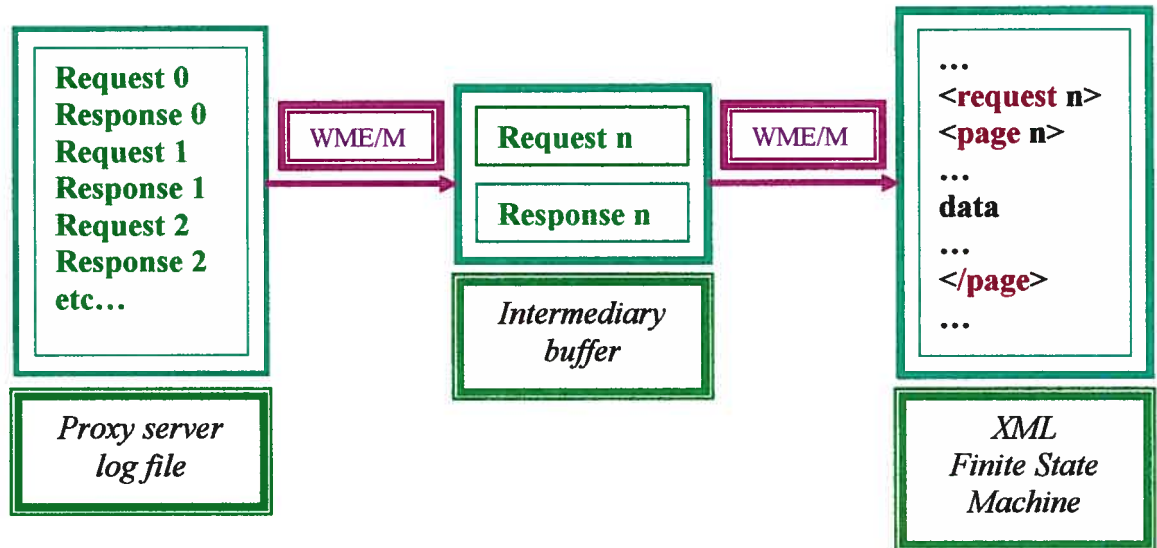 Request 0
Response 0
Request 1
Response 1
Request 2
Response 2
etc…
Proxy server
log file
WME/M
Request n
Response n
Intermediary
buffer
WME/M
…
<request n>
<page n>
…
data
…
</page>
…
XML
Finite State
Machine